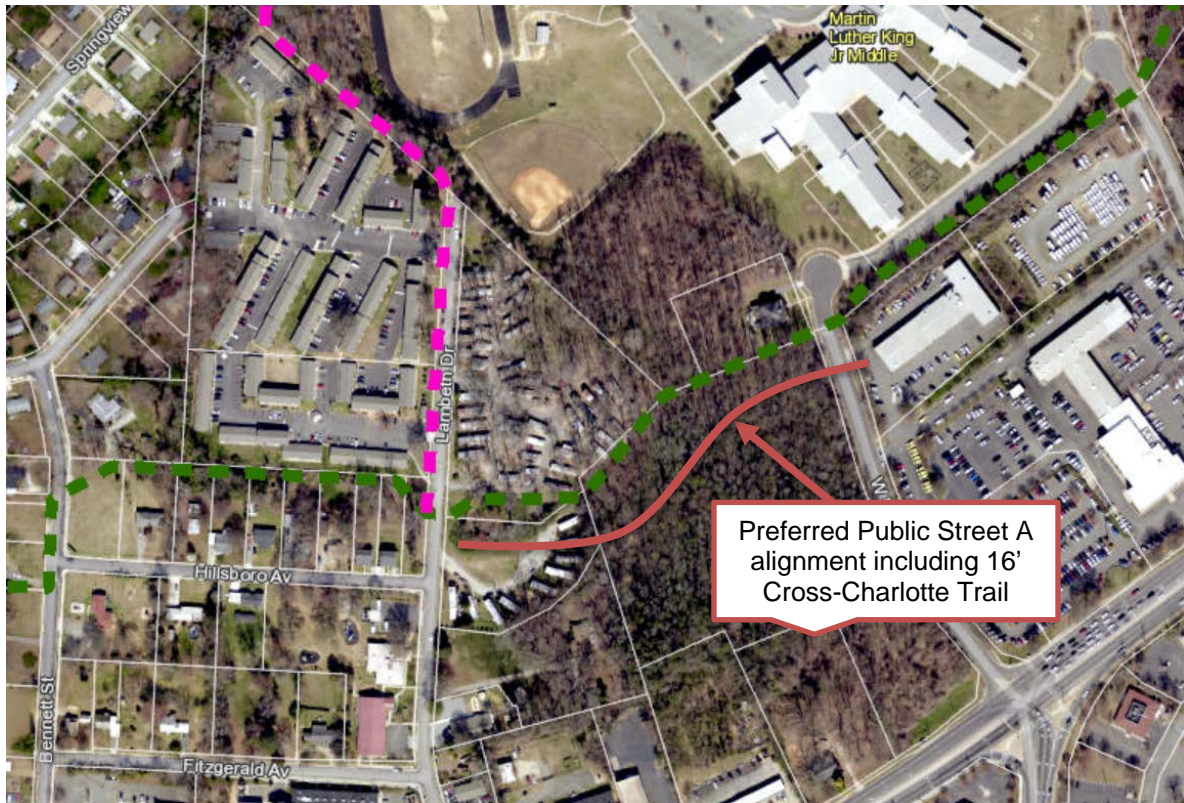 Springview
Martin
Luther King
Jr Middle
Lambeth Dr
Preferred Public Street A
alignment including 16’
Cross-Charlotte Trail
Hillsboro Av
Bennett St
Fitzgerald Av